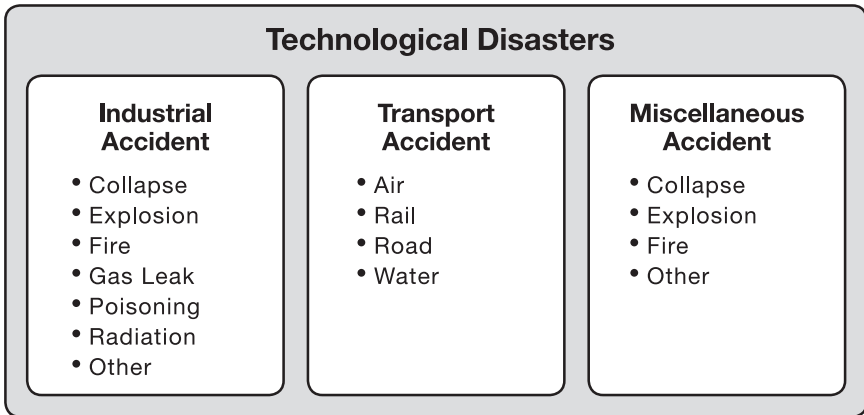 Technological Disasters
Industrial
Accident
• Collapse
• Explosion
• Fire
• Gas Leak
• Poisoning
• Radiation
• Other
Transport
Accident
• Air
• Rail
• Road
• Water
Miscellaneous
Accident
• Collapse
• Explosion
• Fire
• Other